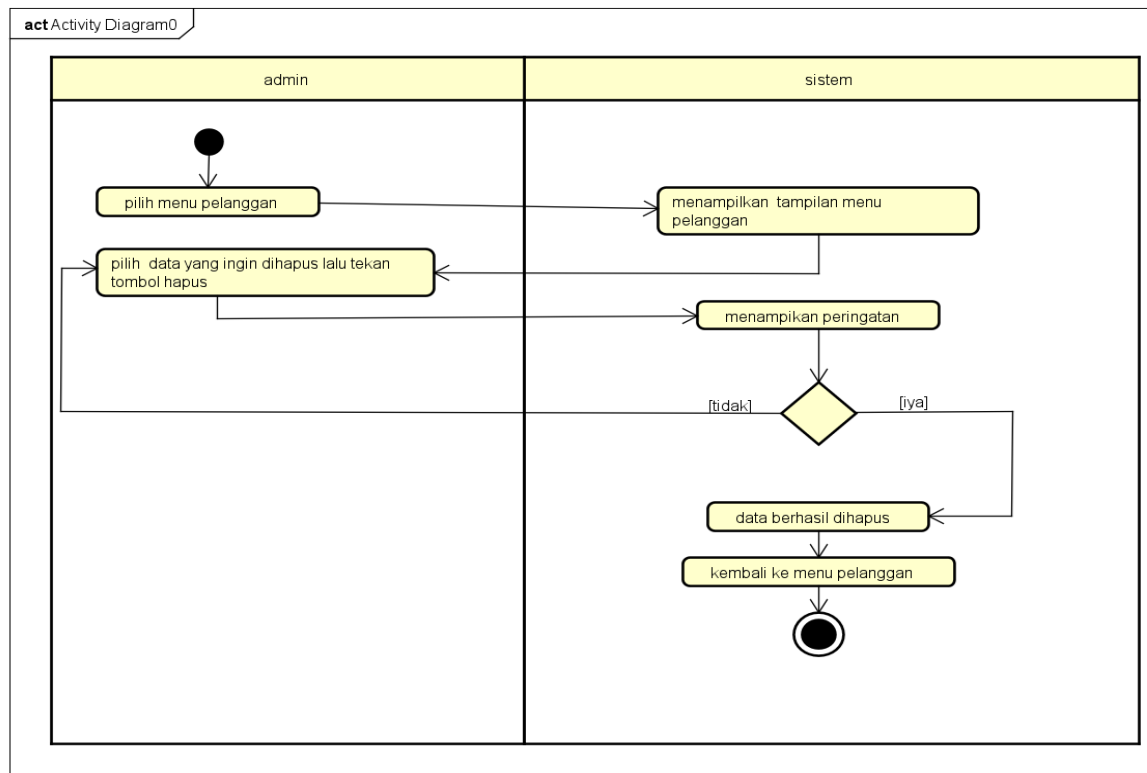 act Activity Diagram0
admin
sistem
pilih menu pelanggan
menampilkan tampilan menu
pelanggan
pilih data yang ingin dihapus lalu tekan
tombol hapus
menampikan peringatan
[tidak]
[iya]
data berhasil dihapus
kembali ke menu pelanggan